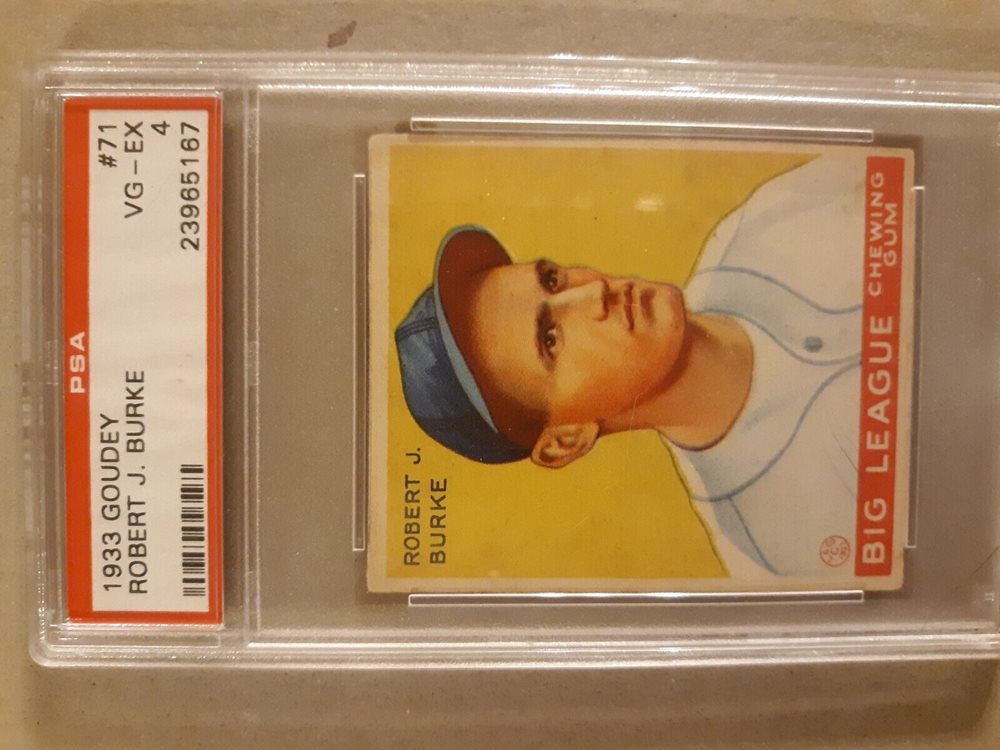 PSA
1933 GOUDEY #71
ROBERT J. BURKE VG – EX
4
23965167
ROBERT J.
BURKE
BIG LEAGUE CHEWING
GUM